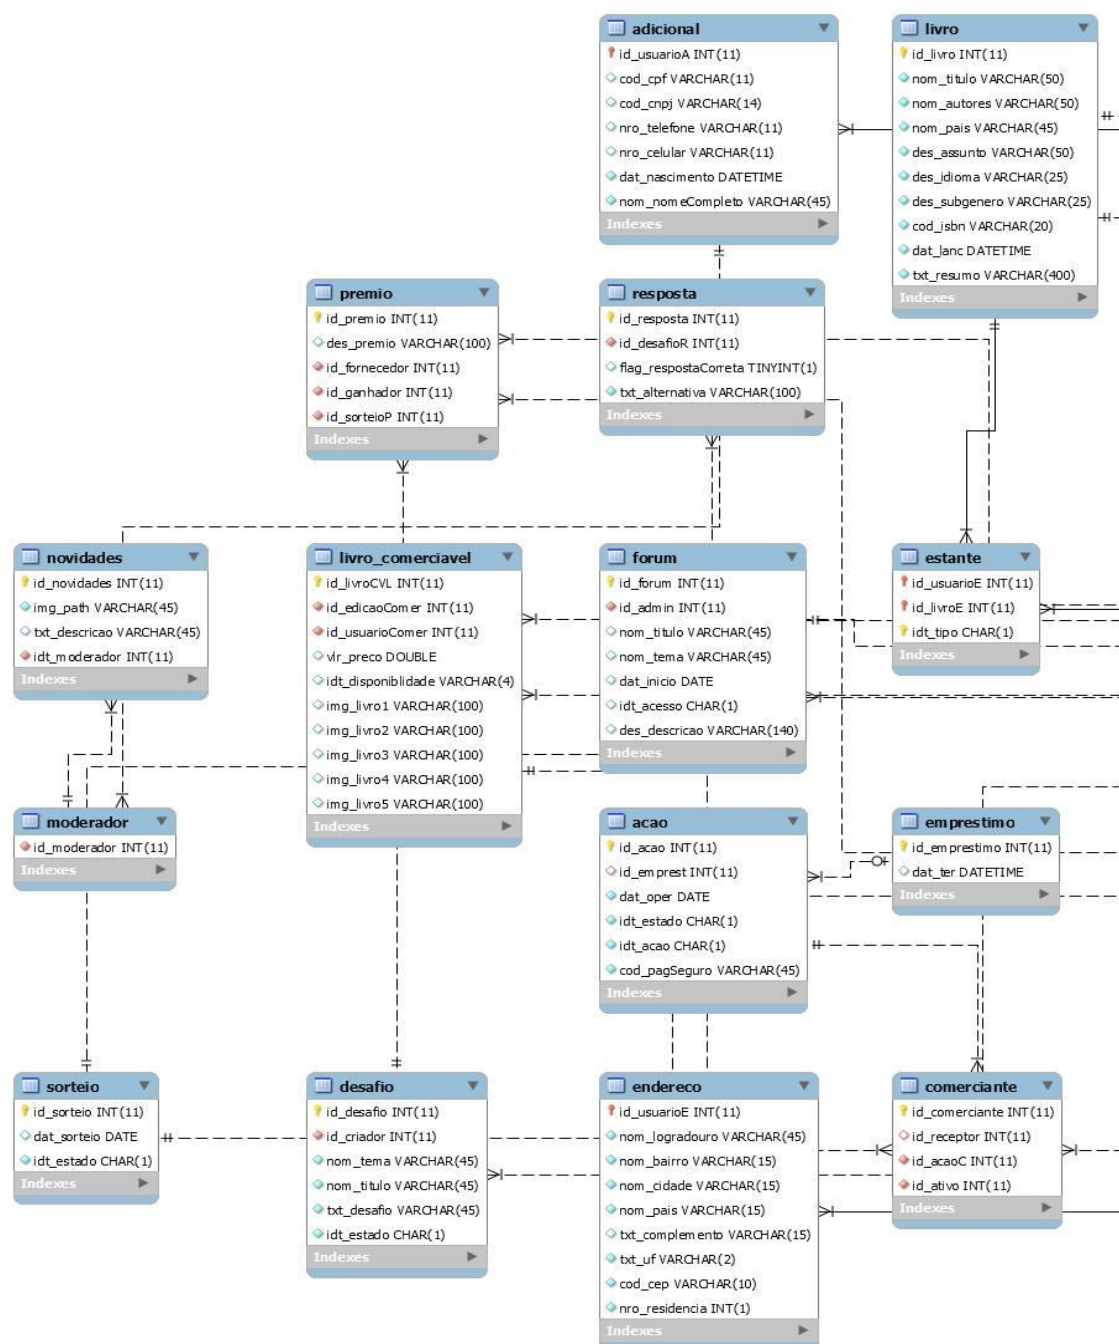 adicional
id_usuarioA INT(11)
cod_cpf VARCHAR(11)
cod_cnpj VARCHAR(14)
nro_telefone VARCHAR(11)
nro_celular VARCHAR(11)
dat_nascimento DATETIME
nom_nomeCompleto VARCHAR(45)
Indexes
livro
id_livro INT(11)
nom_titulo VARCHAR(50)
nom_autores VARCHAR(50)
nom_pais VARCHAR(45)
des_assunto VARCHAR(50)
des_idioma VARCHAR(25)
des_subgenero VARCHAR(25)
cod_isbn VARCHAR(20)
dat_lanc DATETIME
txt_resumo VARCHAR(400)
Indexes
premio
id_premio INT(11)
des_premio VARCHAR(100)
id_fornecedor INT(11)
id_ganhador INT(11)
id_sorteioP INT(11)
Indexes
resposta
id_resposta INT(11)
id_desafioR INT(11)
flag_respostaCorreta TINYINT(1)
txt_alternativa VARCHAR(100)
Indexes
novidades
id_novidades INT(11)
img_path VARCHAR(45)
txt_descricao VARCHAR(45)
idt_moderador INT(11)
Indexes
livro_comerciavel
id_livroCVL INT(11)
id_edicaoComer INT(11)
id_usuarioComer INT(11)
vlr_preco DOUBLE
idt_disponiblidade VARCHAR(4)
img_livro1 VARCHAR(100)
img_livro2 VARCHAR(100)
img_livro3 VARCHAR(100)
img_livro4 VARCHAR(100)
img_livro5 VARCHAR(100)
Indexes
forum
id_forum INT(11)
id_admin INT(11)
nom_titulo VARCHAR(45)
nom_tema VARCHAR(45)
dat_inicio DATE
idt_acesso CHAR(1)
des_descricao VARCHAR(140)
Indexes
estante
id_usuarioE INT(11)
id_livroE INT(11)
idt_tipo CHAR(1)
Indexes
moderador
id_moderador INT(11)
Indexes
acao
id_acao INT(11)
id_emprest INT(11)
dat_oper DATE
idt_estado CHAR(1)
idt_acao CHAR(1)
cod_pagSeguro VARCHAR(45)
Indexes
emprestimo
id_emprestimo INT(11)
dat_ter DATETIME
Indexes
sorteio
id_sorteio INT(11)
dat_sorteio DATE
idt_estado CHAR(1)
Indexes
desafio
id_desafio INT(11)
id_criador INT(11)
nom_tema VARCHAR(45)
nom_titulo VARCHAR(45)
txt_desafio VARCHAR(45)
idt_estado CHAR(1)
Indexes
endereco
id_usuarioE INT(11)
nom_logradouro VARCHAR(45)
nom_bairro VARCHAR(15)
nom_cidade VARCHAR(15)
nom_pais VARCHAR(15)
txt_complemento VARCHAR(15)
txt_uf VARCHAR(2)
cod_cep VARCHAR(10)
nro_residencia INT(1)
Indexes
comerciante
id_comerciante INT(11)
id_receptor INT(11)
id_acaoC INT(11)
id_ativo INT(11)
Indexes